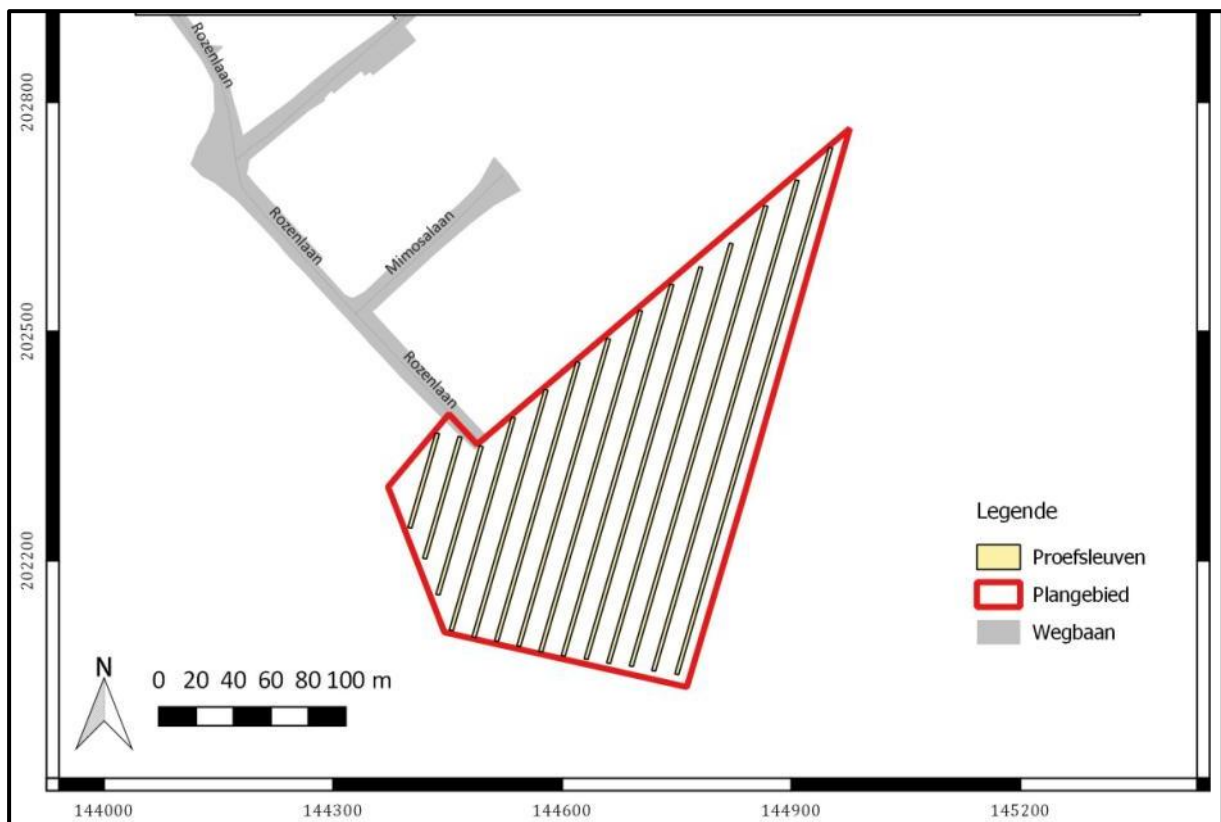 Rozenlaan
202800
Rozenlaan
Mimosalaan
202500
Rozenlaan
Legende
Proefsleuven
202200
Plangebied
Wegbaan
N
0 20 40 60 80 100 m
144000 144300 144600 144900 145200